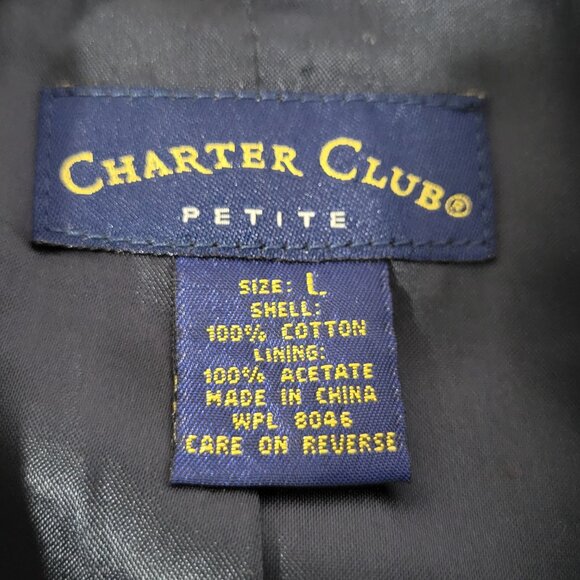 CHARTER CLUB®
PETITE
SIZE: L
SHELL:
100% COTTON
LINING:
100% ACETATE
MADE IN CHINA
WPL 8046
CARE ON REVERSE